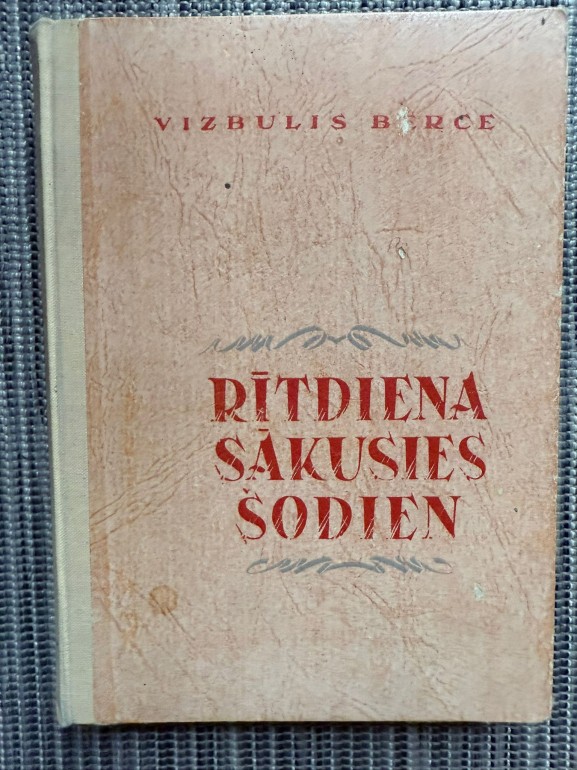 VIZBULIS BĒRCE
RĪTDIENA
SĀKUSIES
ŠODIEN